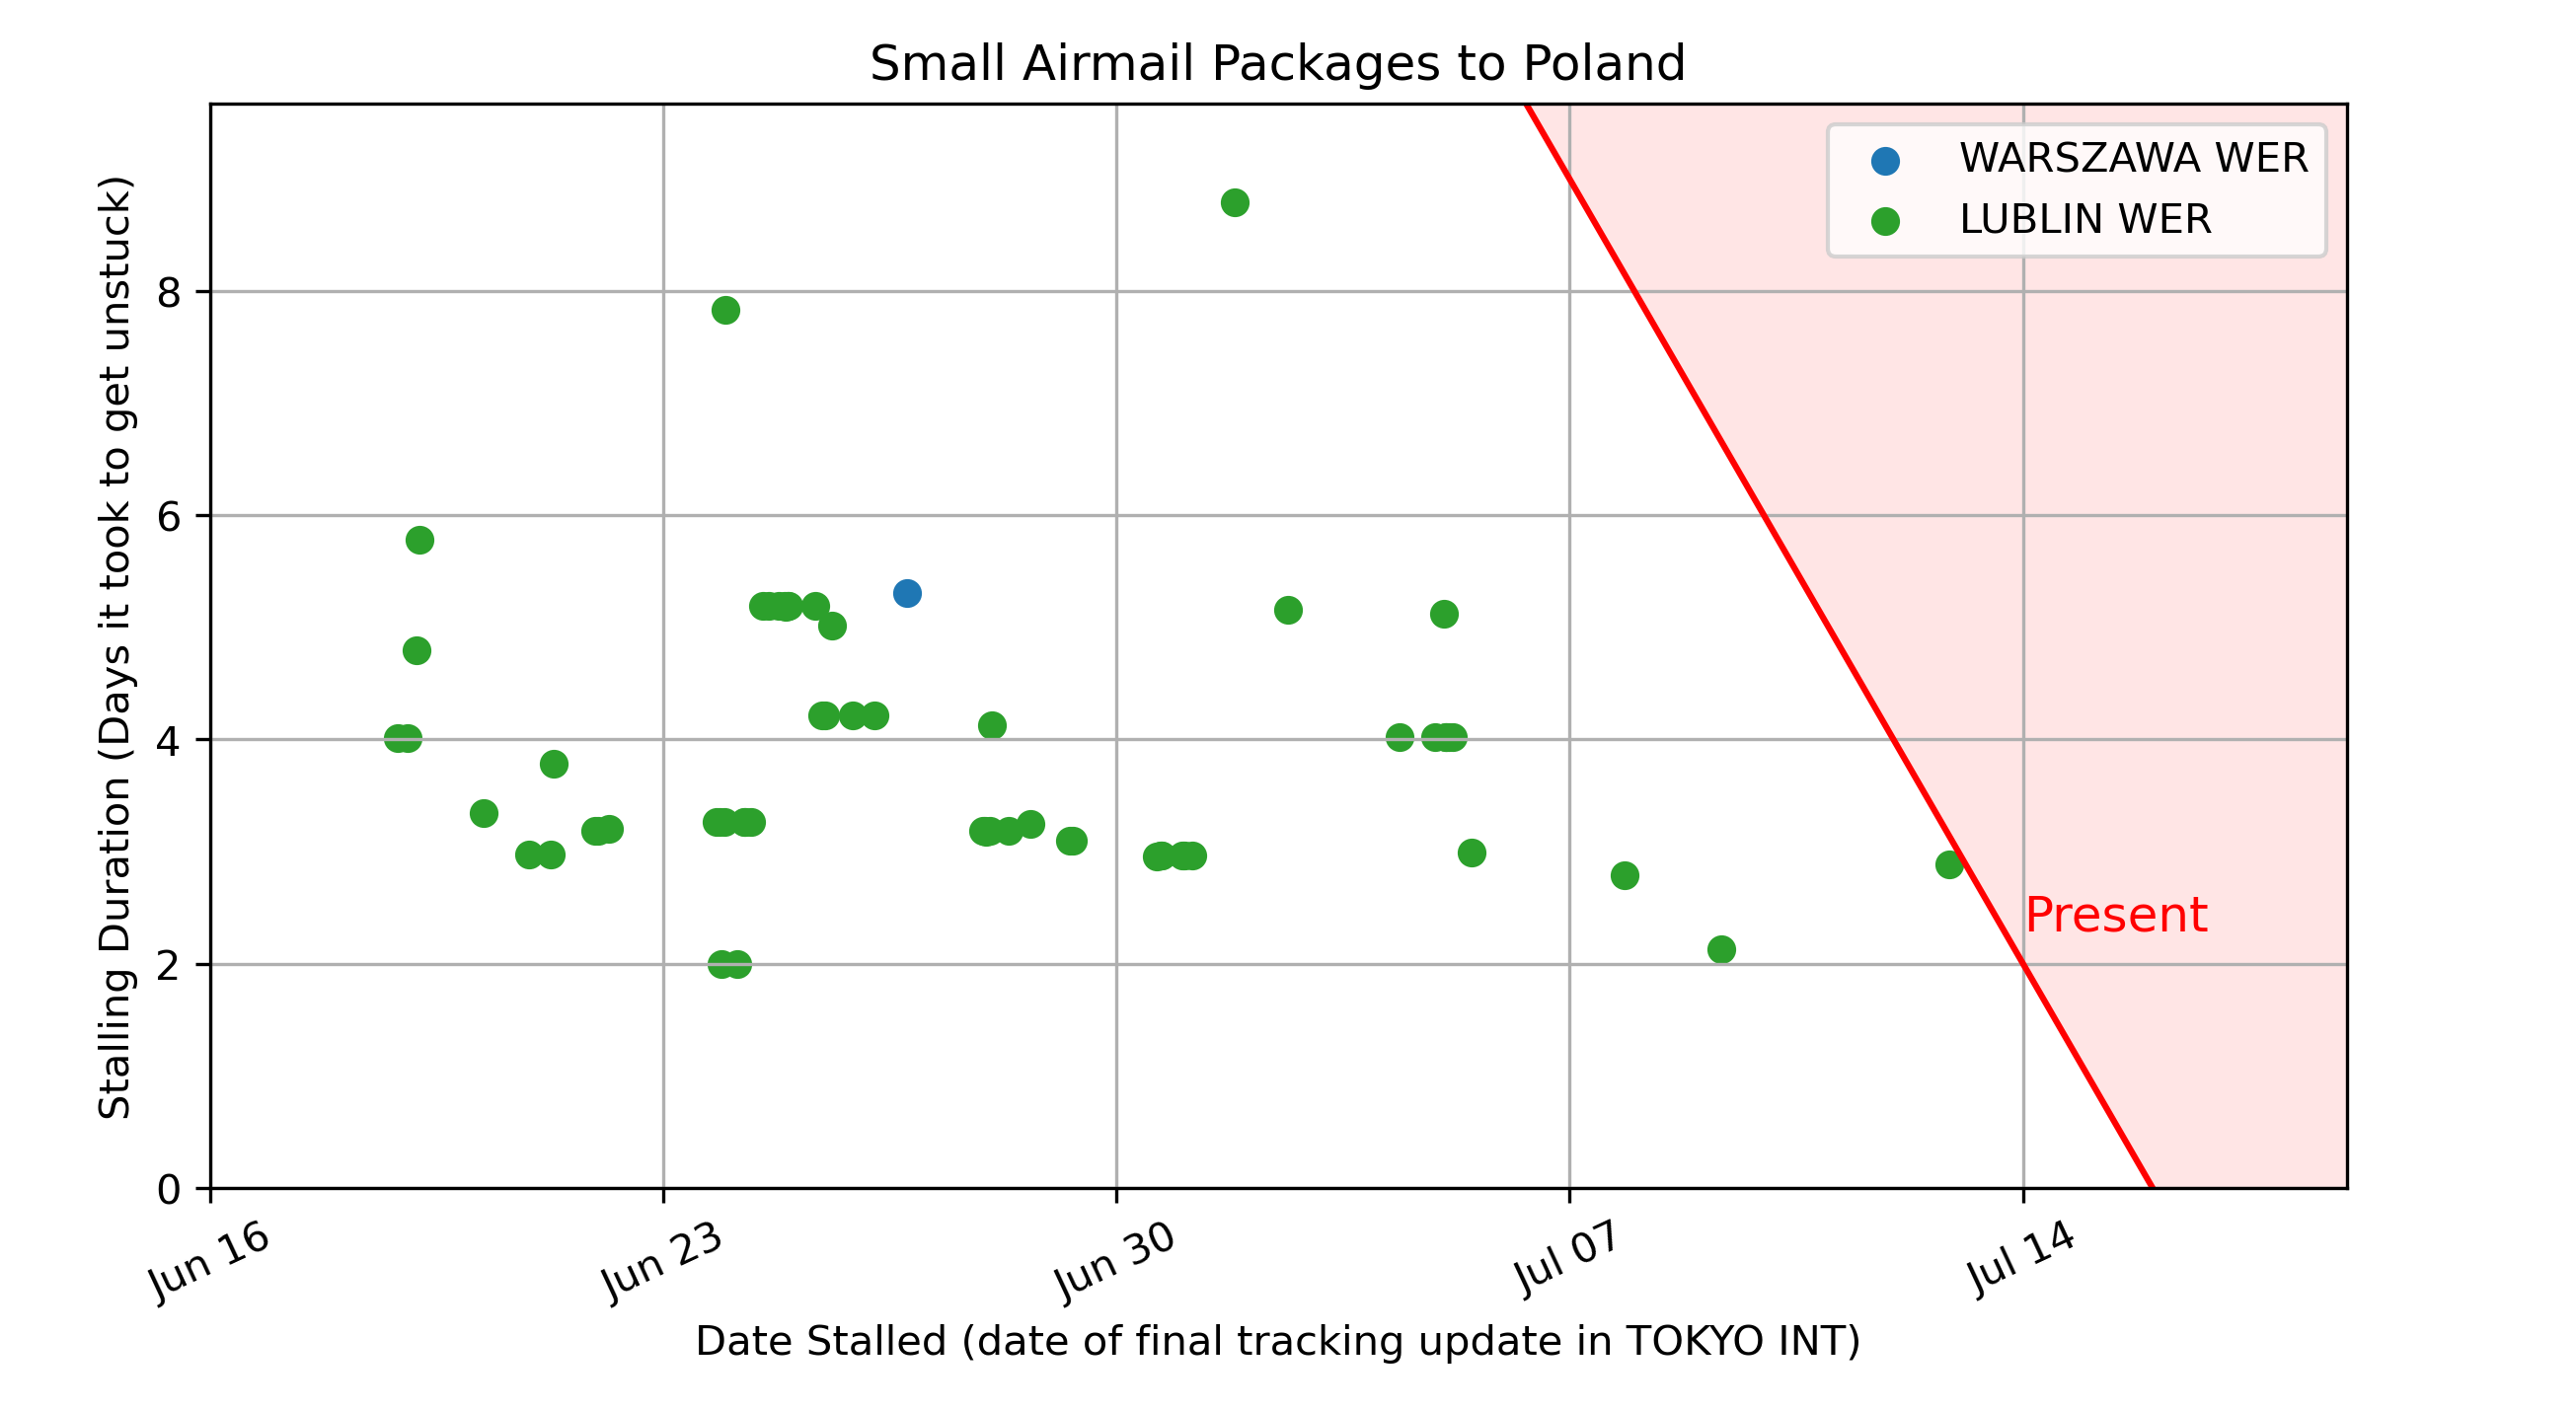 Small Airmail Packages to Poland
WARSZAWA WER
LUBLIN WER
Stalling Duration (Days it took to get unstuck)
8
6
4
2
0
Present
Jun 16
Jun 23
Jun 30
Jul 07
Jul 14
Date Stalled (date of final tracking update in TOKYO INT)